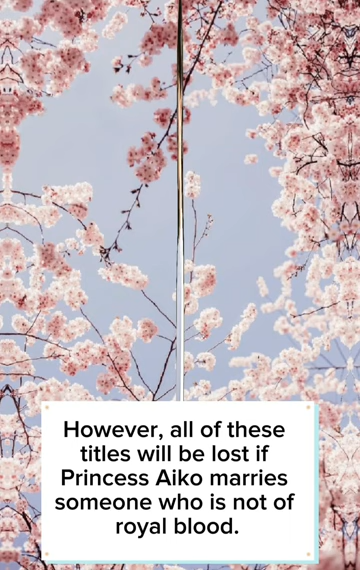 However, all of these
titles will be lost if
Princess Aiko marries
someone who is not of
royal blood.